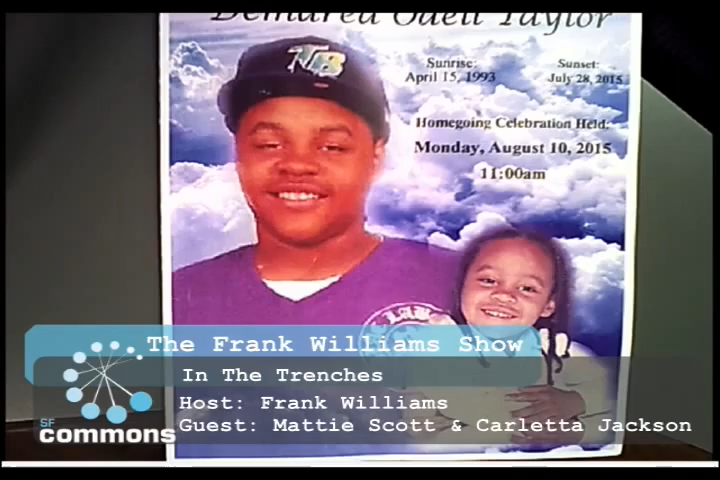 Demarea Odell Taylor
Sunrise:
April 15, 1993
Sunset:
July 28, 2015
Homegoing Celebration Held:
Monday, August 10, 2015
11:00am
TB
The Frank Williams Show
In The Trenches
Host: Frank Williams
Guest: Mattie Scott & Carletta Jackson
SF
commons